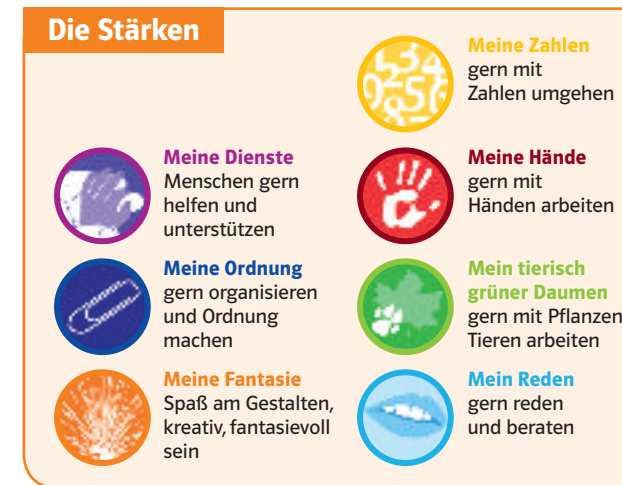 Die Stärken
Meine Zahlen
gern mit
Zahlen umgehen
Meine Dienste
Menschen gern
helfen und
unterstützen
Meine Hände
gern mit
Händen arbeiten
Meine Ordnung
gern organisieren
und Ordnung
machen
Mein tierisch
grüner Daumen
gern mit Pflanzen
Tieren arbeiten
Meine Fantasie
Spaß am Gestalten,
kreativ, fantasievoll
sein
Mein Reden
gern reden
und beraten